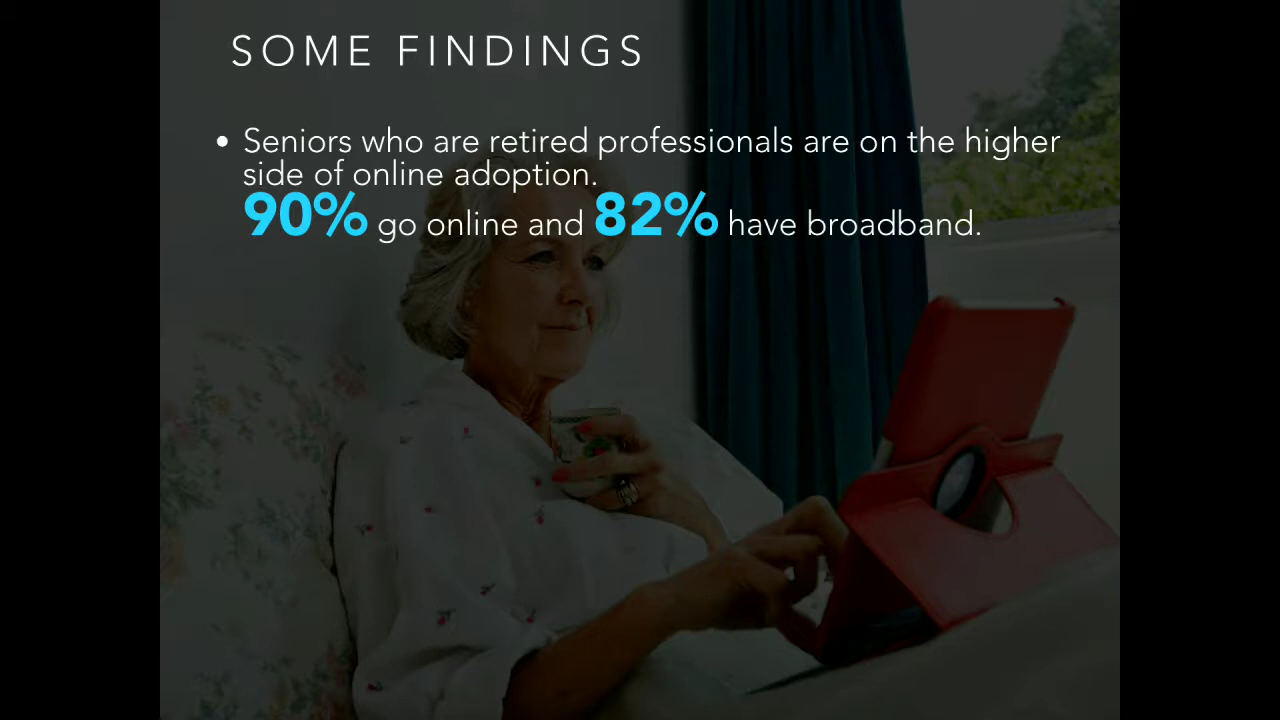 SOME FINDINGS
• Seniors who are retired professionals are on the higher
side of online adoption.
90% go online and 82% have broadband.